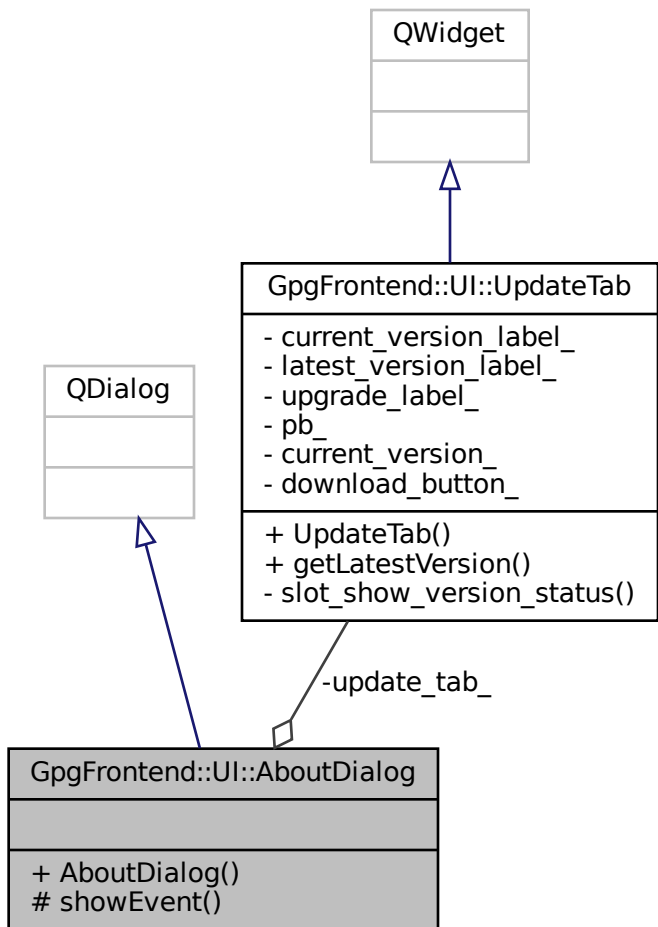 QWidget
GpgFrontend::UI::UpdateTab
- current_version_label_
- latest_version_label_
- upgrade_label_
- pb_
- current_version_
- download_button_
+ UpdateTab()
+ getLatestVersion()
- slot_show_version_status()
QDialog
-update_tab_
GpgFrontend::UI::AboutDialog
+ AboutDialog()
# showEvent()